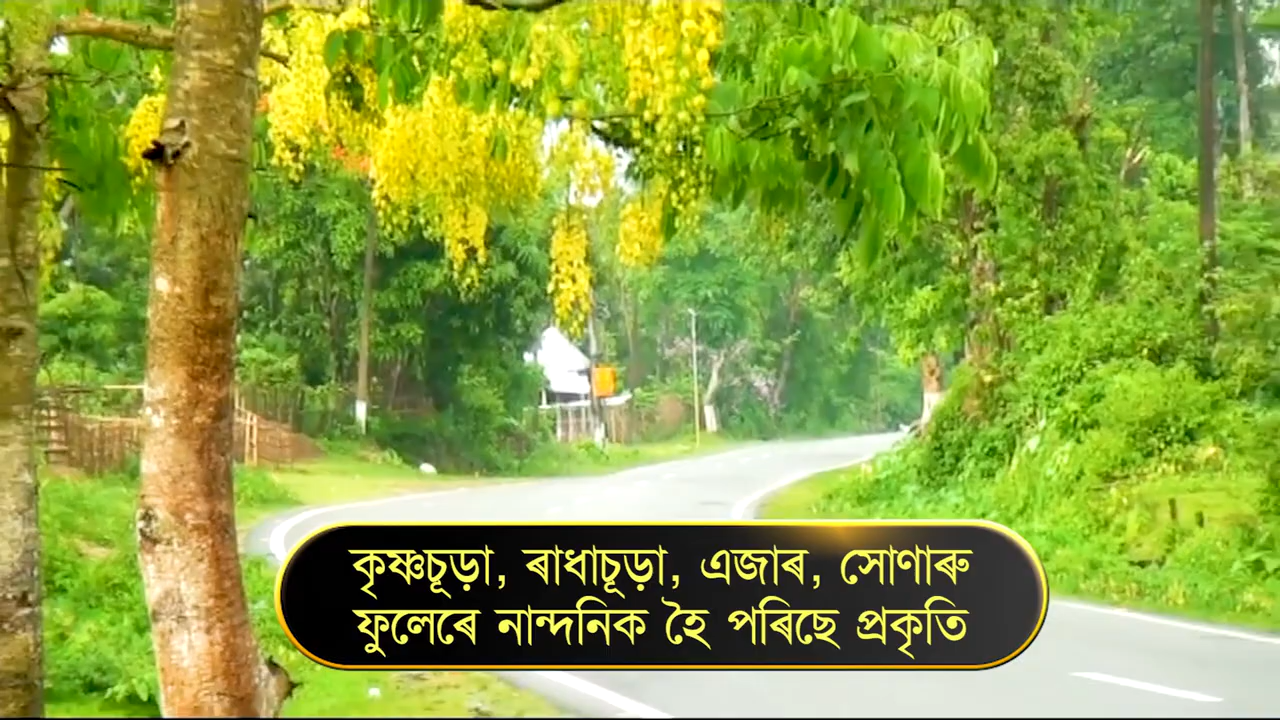 কৃষ্ণচূড়া, ৰাধাচূড়া, এজাৰ, সোণাৰু
ফুলেৰে নান্দনিক হৈ পৰিছে প্ৰকৃতি